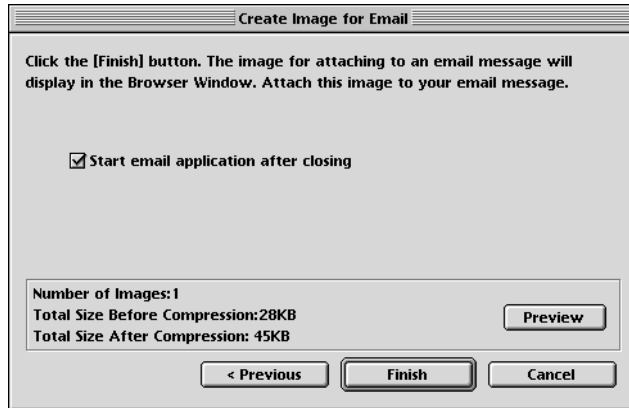 Create Image for Email
Click the [Finish] button. The image for attaching to an email message will
display in the Browser Window. Attach this image to your email message.
Start email application after closing
Number of Images:1
Total Size Before Compression:28KB
Total Size After Compression: 45KB
Preview
< Previous
Finish
Cancel